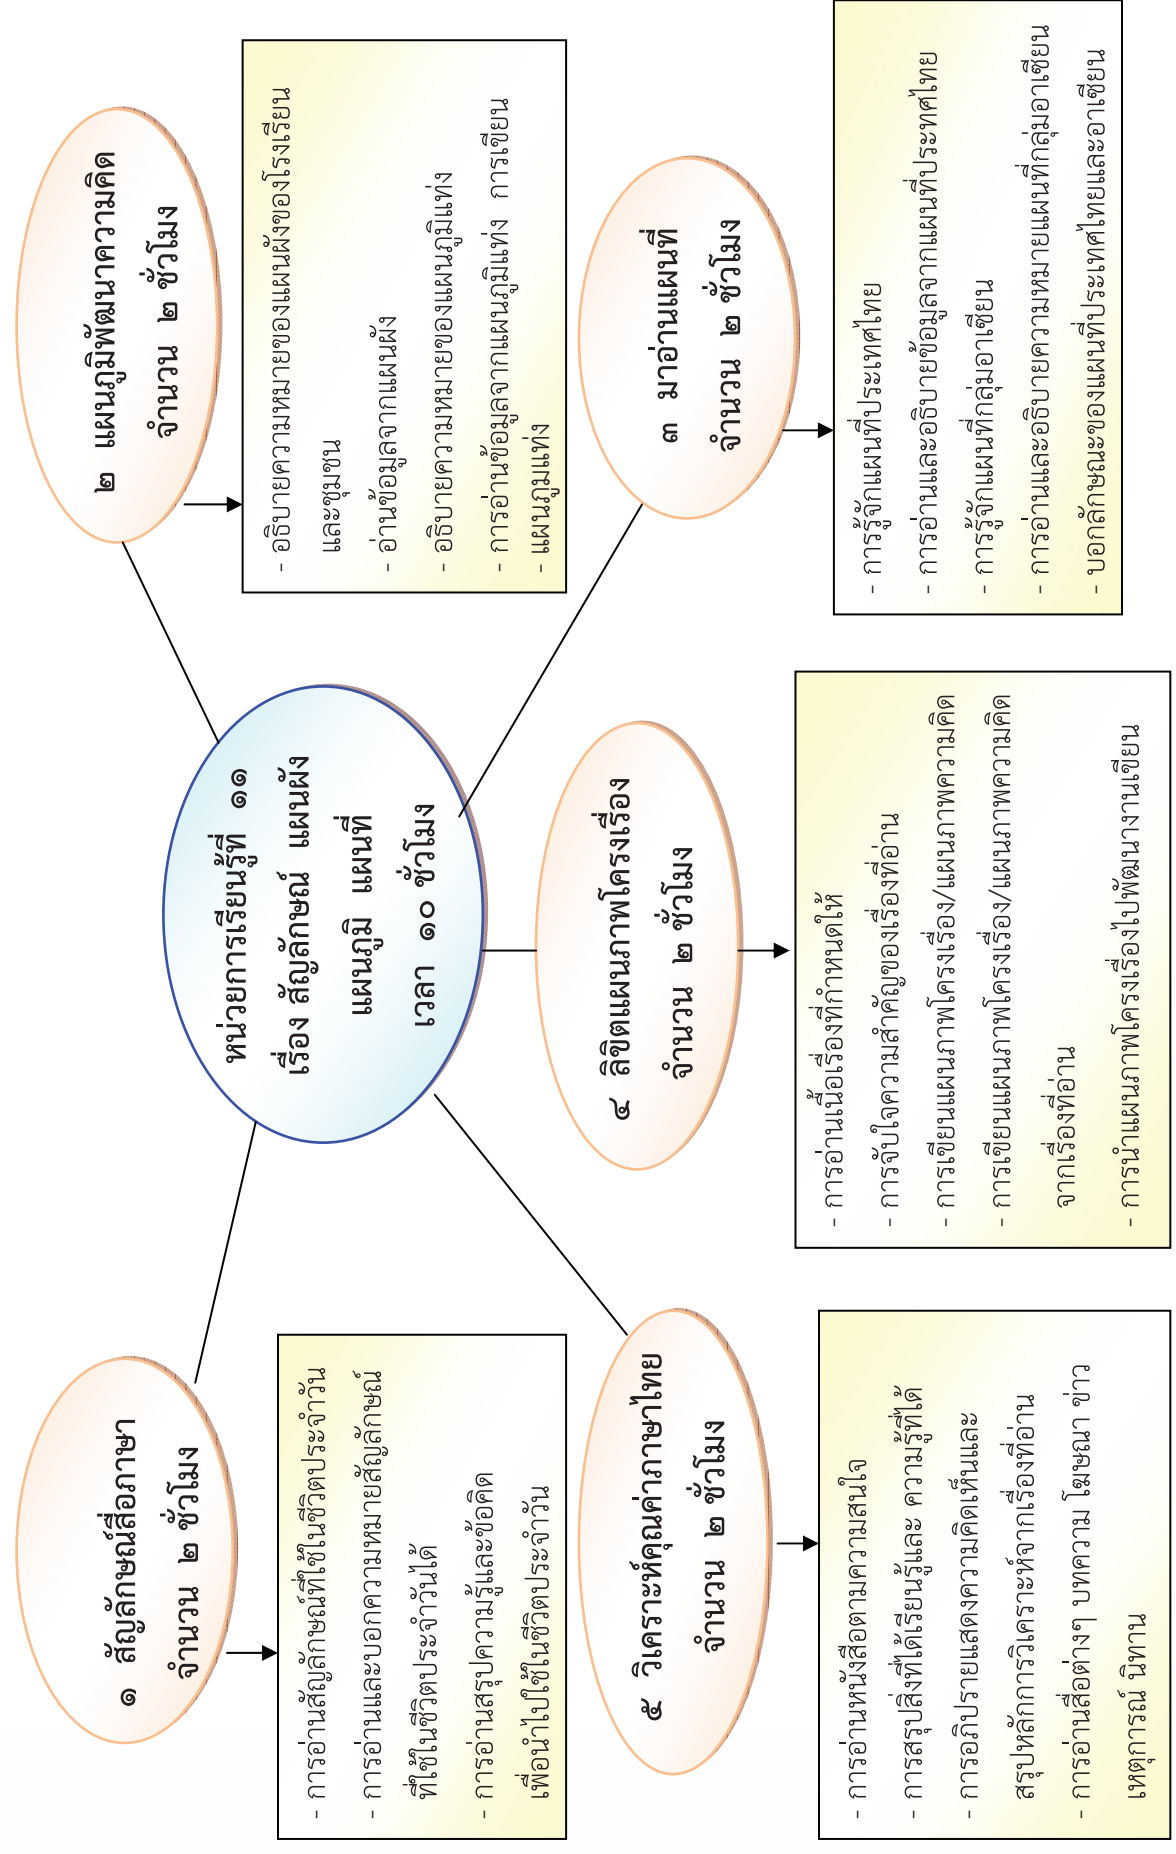 หน่วยการเรียนรู้ที่ ๑๑
เรื่อง สัญลักษณ์ แผนผัง
แผนภูมิ แผนที่
เวลา ๑๐ ชั่วโมง
๑ สัญลักษณ์สื่อภาษา
จำนวน ๒ ชั่วโมง
- การอ่านสัญลักษณ์ที่ใช้ในชีวิตประจำวัน
- การอ่านและบอกความหมายสัญลักษณ์
ที่ใช้ในชีวิตประจำวันได้
- การอ่านสรุปความรู้และข้อคิด
เพื่อนำไปใช้ในชีวิตประจำวัน
๒ แผนภูมิพัฒนาความคิด
จำนวน ๒ ชั่วโมง
- อธิบายความหมายของแผนผังของโรงเรียน
และชุมชน
- อ่านข้อมูลจากแผนผัง
- อธิบายความหมายของแผนภูมิแท่ง
- การอ่านข้อมูลจากแผนภูมิแท่ง การเขียน
- แผนภูมแท่ง
๓ มาอ่านแผนที่
จำนวน ๒ ชั่วโมง
- การรู้จักแผนที่ประเทศไทย
- การอ่านและอธิบายข้อมูลจากแผนที่ประทศไทย
- การรู้จักแผนที่กลุ่มอาเซียน
- การอ่านและอธิบายความหมายแผนที่กลุ่มอาเซียน
- บอกลักษณะของแผนที่ประเทศไทยและอาเซียน
๔ ลิขิตแผนภาพโครงเรื่อง
จำนวน ๒ ชั่วโมง
- การอ่านเนื้อเรื่องที่กำหนดให้
- การจับใจความสำคัญของเรื่องที่อ่าน
- การเขียนแผนภาพโครงเรื่อง/แผนภาพความคิด
- การเขียนแผนภาพโครงเรื่อง/แผนภาพความคิด
จากเรื่องที่อ่าน
- การนำแผนภาพโครงเรื่องไปพัฒนางานเขียน
๕ วิเคราะห์คุณค่าภาษาไทย
จำนวน ๒ ชั่วโมง
- การอ่านหนังสือตามความสนใจ
- การสรุปสิ่งที่ได้เรียนรู้และ ความรู้ที่ได้
- การอภิปรายแสดงความคิดเห็นและ
สรุปหลักการวิเคราะห์จากเรื่องที่อ่าน
- การอ่านสื่อต่างๆ บทความ โฆษณา ข่าว
เหตุการณ์ นิทาน